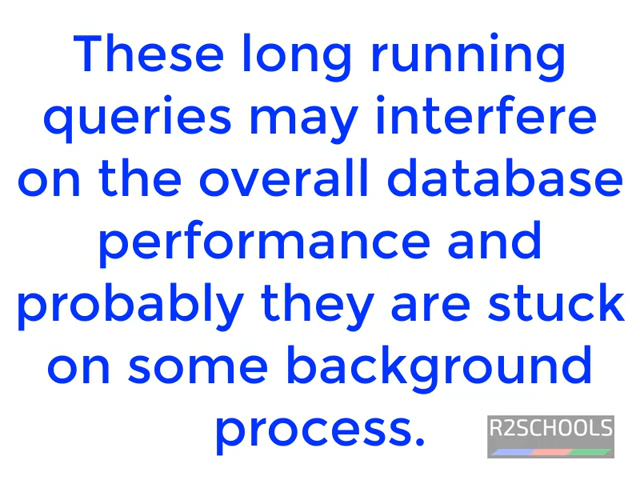 These long running
queries may interfere
on the overall database
performance and
probably they are stuck
on some background
process.
R2SCHOOLS